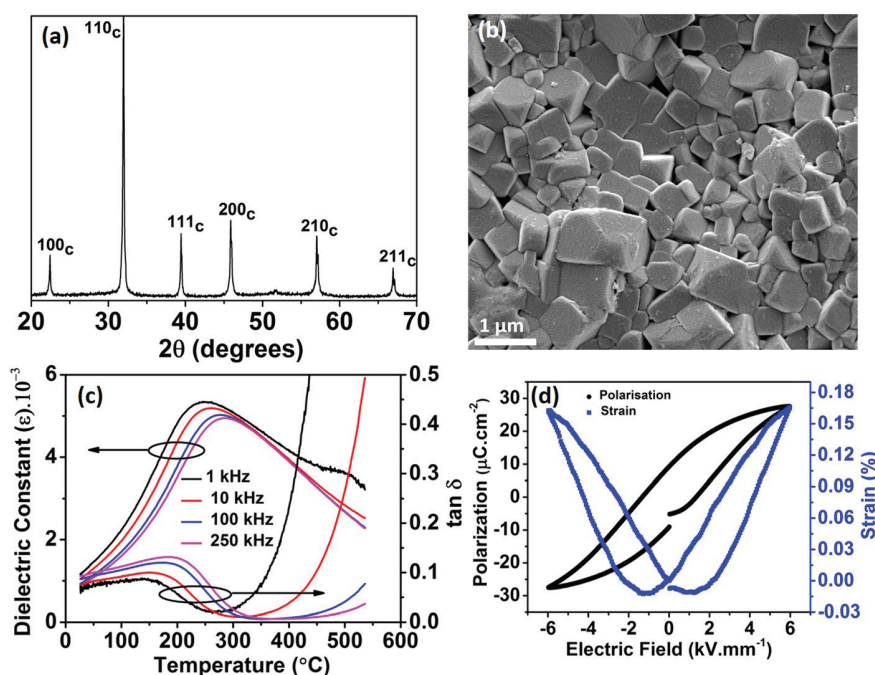 (a)
110c
100c
111c
200c
210c
211c
20 30 40 50 60 70
2θ (degrees)
(b)
1 µm
(c)
Dielectric Constant (ε).10⁻³
6
4
2
0
1 kHz
10 kHz
100 kHz
250 kHz
0.5
0.4
0.3
0.2
0.1
0.0
tan δ
0 100 200 300 400 500 600
Temperature (°C)
(d)
Polarisation
Strain
Polarization (µC.cm⁻²)
30
20
10
0
-10
-20
-30
0.18
0.15
0.12
0.09
0.06
0.03
0.00
-0.03
Strain (%)
-6 -4 -2 0 2 4 6
Electric Field (kV.mm⁻¹)